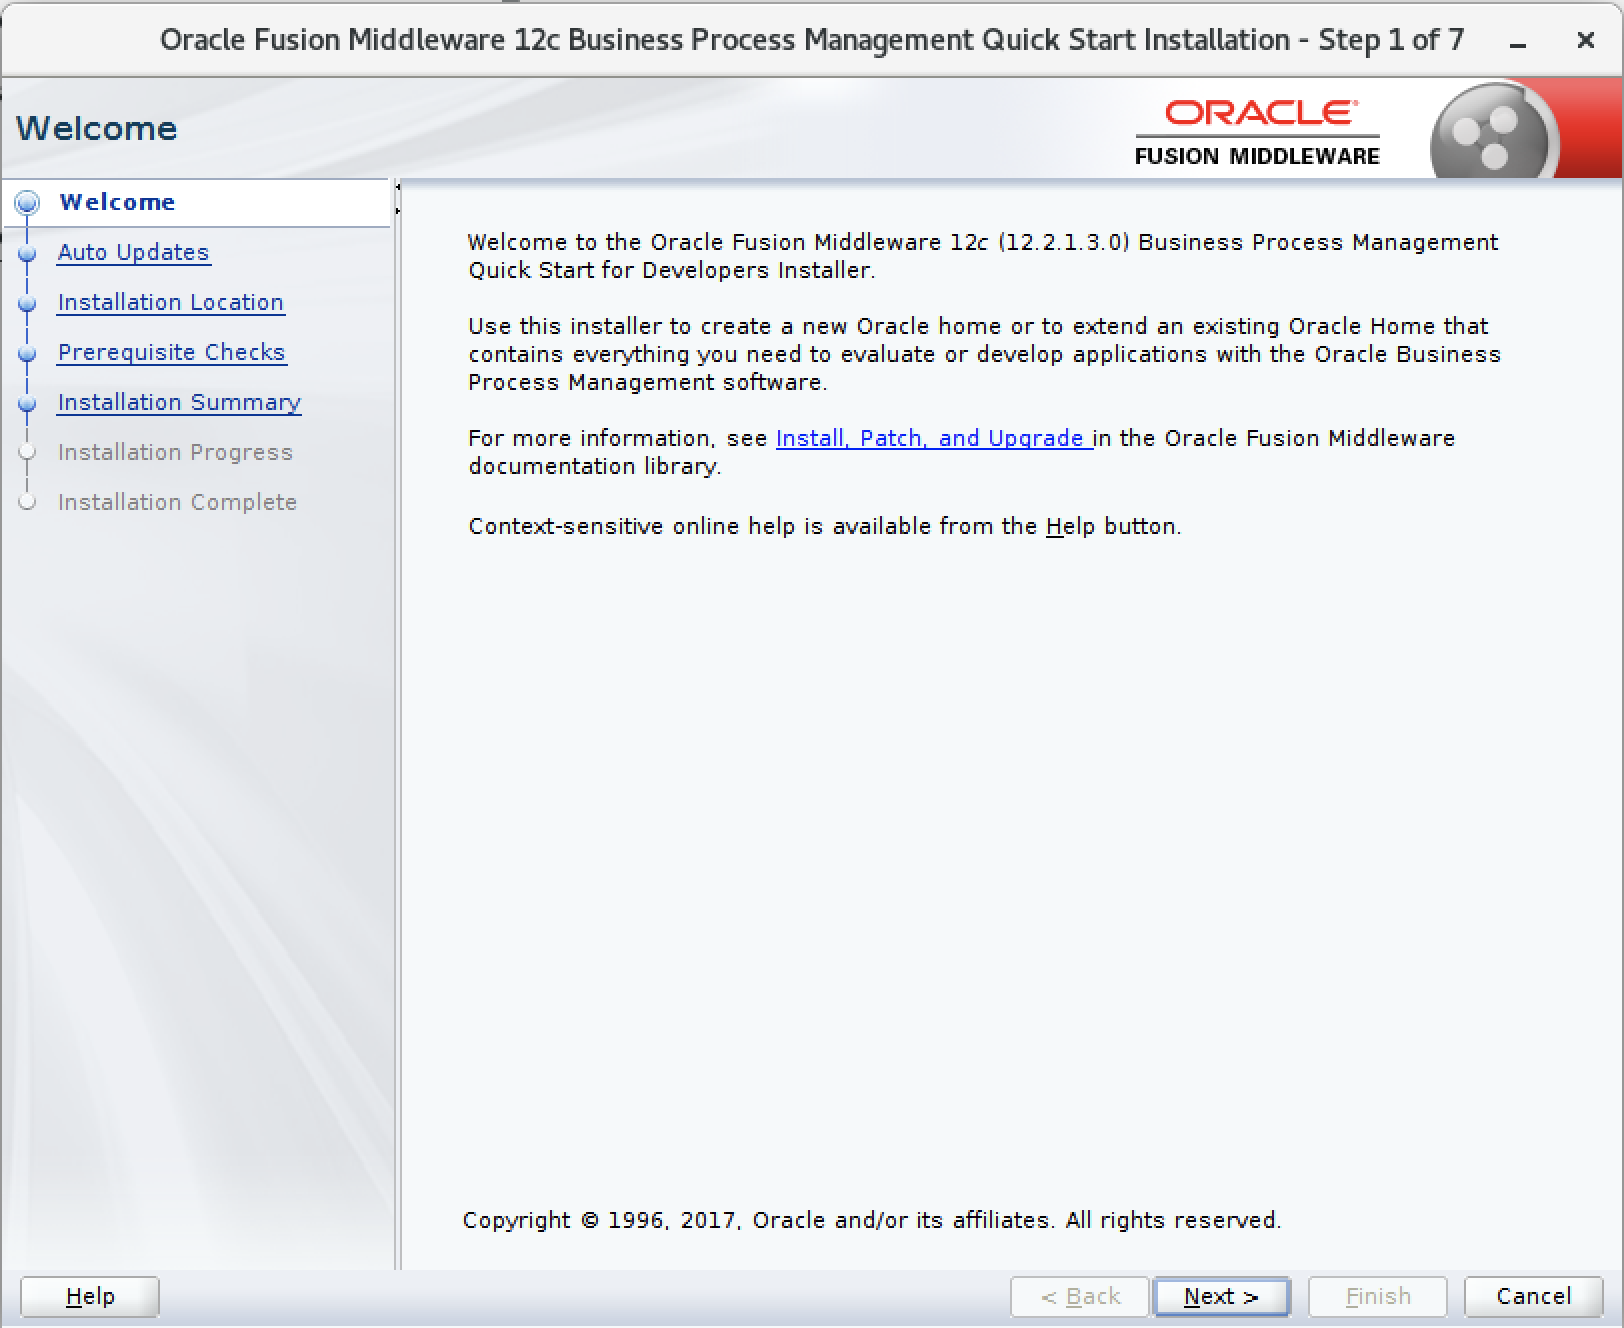 Oracle Fusion Middleware 12c Business Process Management Quick Start Installation - Step 1 of 7
Welcome
ORACLE
FUSION MIDDLEWARE
Welcome
Auto Updates
Installation Location
Prerequisite Checks
Installation Summary
Installation Progress
Installation Complete
Welcome to the Oracle Fusion Middleware 12c (12.2.1.3.0) Business Process Management
Quick Start for Developers Installer.
Use this installer to create a new Oracle home or to extend an existing Oracle Home that
contains everything you need to evaluate or develop applications with the Oracle Business
Process Management software.
For more information, see Install, Patch, and Upgrade in the Oracle Fusion Middleware
documentation library.
Context-sensitive online help is available from the Help button.
Copyright © 1996, 2017, Oracle and/or its affiliates. All rights reserved.
Help
< Back
Next >
Finish
Cancel